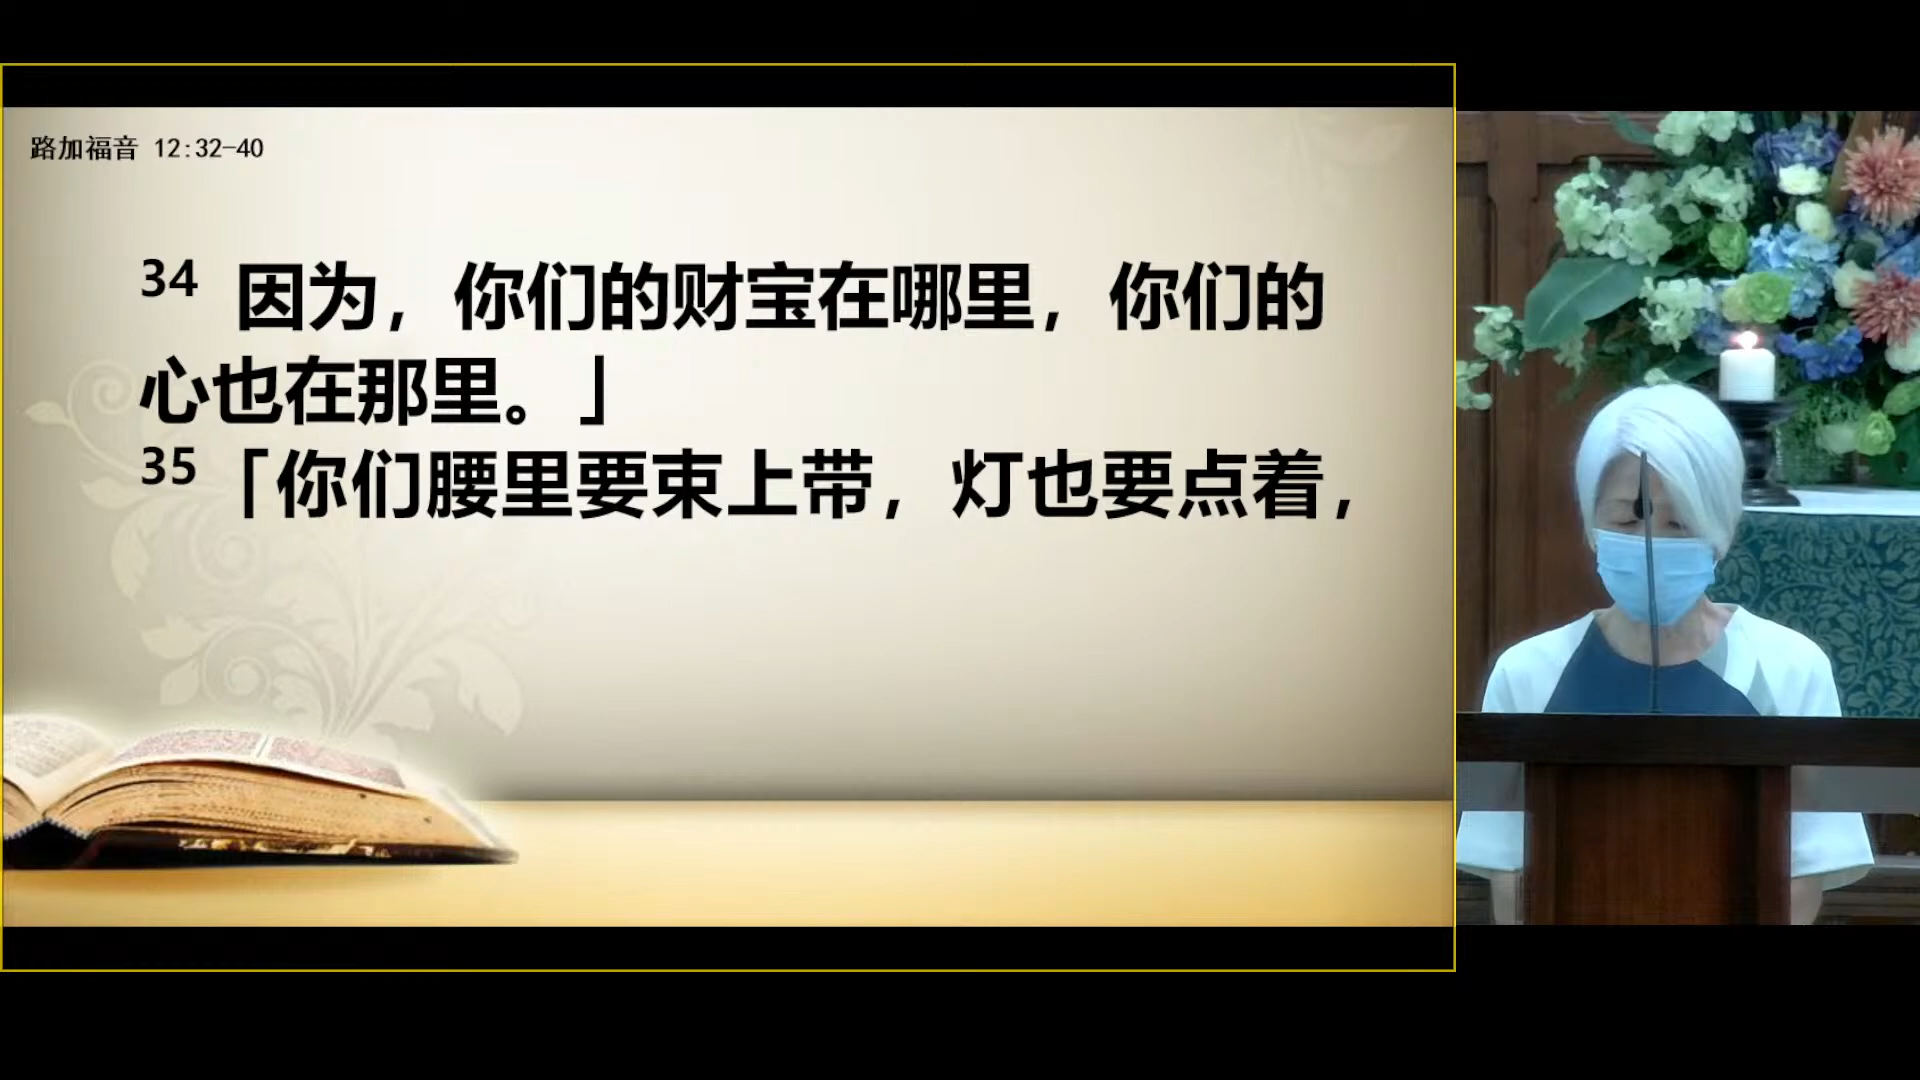 路加福音 12:32-40
34 因为，你们的财宝在哪里，你们的
心也在那里。」
35「你们腰里要束上带，灯也要点着，